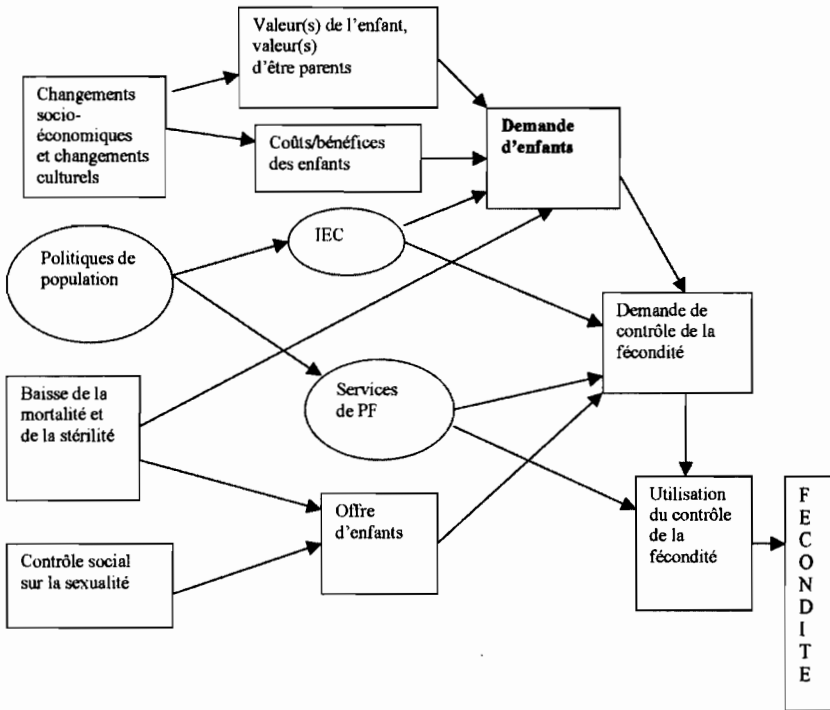 Valeur(s) de l'enfant,
valeur(s)
d'être parents
Changements
socio-
économiques
et changements
culturels
Coûts/bénéfices
des enfants
Demande
d'enfants
IEC
Politiques de
population
Demande de
contrôle de la
fécondité
Baisse de la
mortalité et
de la stérilité
Services
de PF
Offre
d'enfants
Utilisation
du contrôle
de la
fécondité
Contrôle social
sur la sexualité
F
E
C
O
N
D
I
T
E